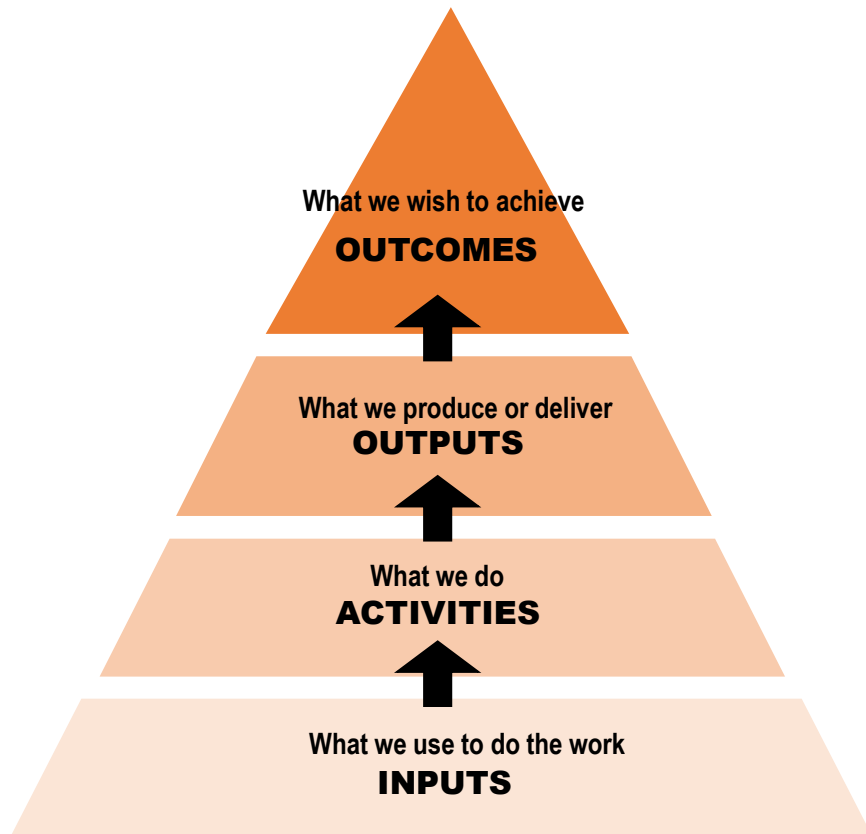 What we wish to achieve
OUTCOMES
What we produce or deliver
OUTPUTS
What we do
ACTIVITIES
What we use to do the work
INPUTS